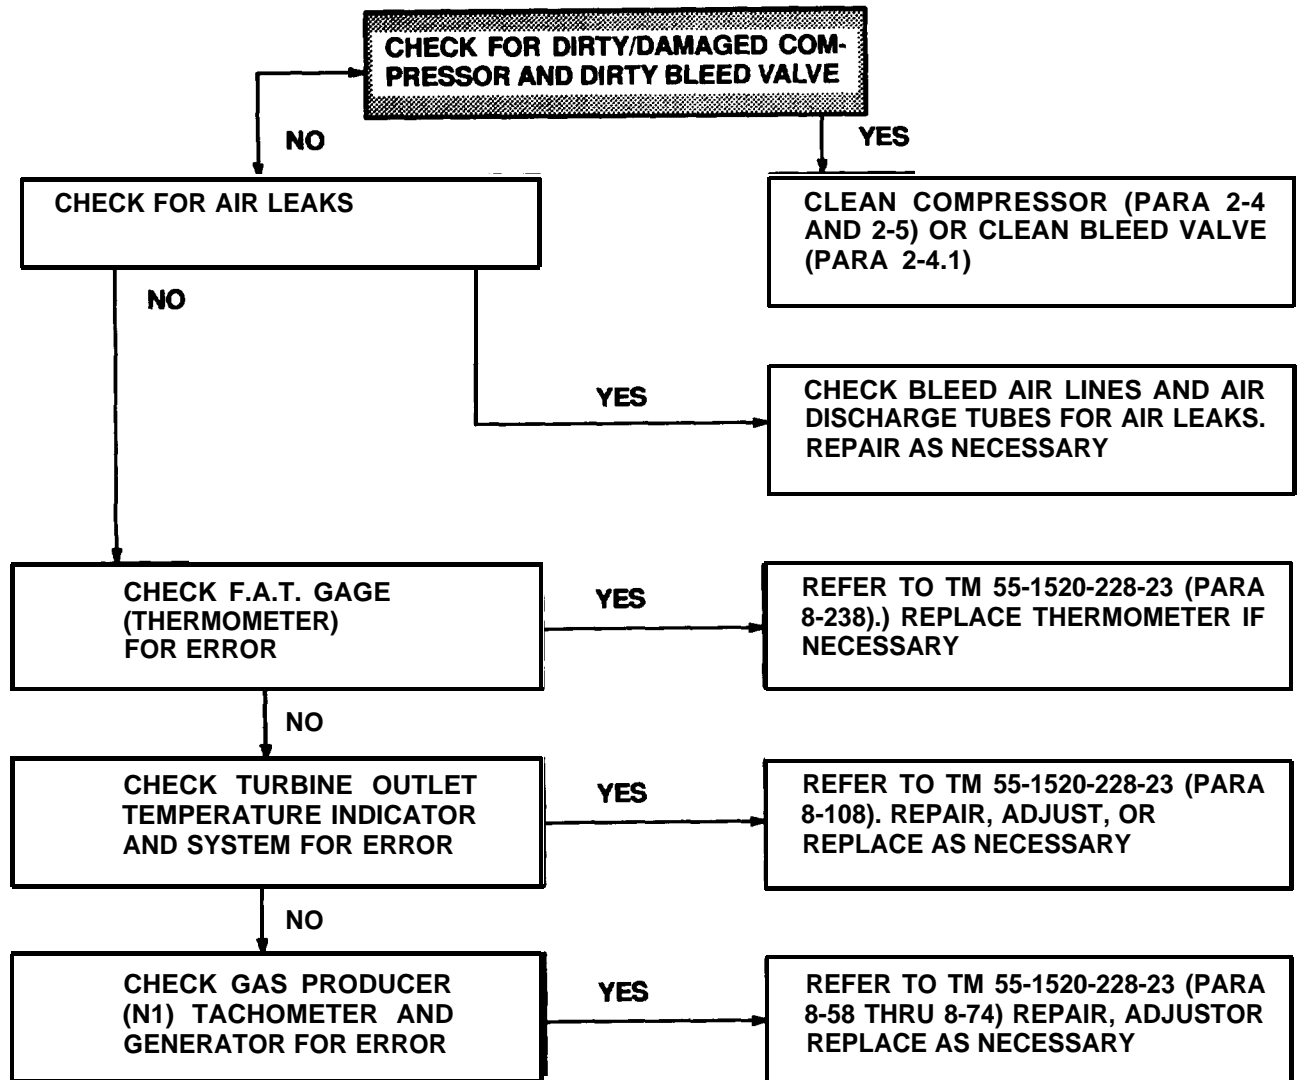 CHECK FOR DIRTY/DAMAGED COM-
PRESSOR AND DIRTY BLEED VALVE
NO
YES
CHECK FOR AIR LEAKS
CLEAN COMPRESSOR (PARA 2-4
AND 2-5) OR CLEAN BLEED VALVE
(PARA 2-4.1)
NO
YES
CHECK BLEED AIR LINES AND AIR
DISCHARGE TUBES FOR AIR LEAKS.
REPAIR AS NECESSARY
CHECK F.A.T. GAGE
(THERMOMETER)
FOR ERROR
YES
REFER TO TM 55-1520-228-23 (PARA
8-238).) REPLACE THERMOMETER IF
NECESSARY
NO
CHECK TURBINE OUTLET
TEMPERATURE INDICATOR
AND SYSTEM FOR ERROR
YES
REFER TO TM 55-1520-228-23 (PARA
8-108). REPAIR, ADJUST, OR
REPLACE AS NECESSARY
NO
CHECK GAS PRODUCER
(N1) TACHOMETER AND
GENERATOR FOR ERROR
YES
REFER TO TM 55-1520-228-23 (PARA
8-58 THRU 8-74) REPAIR, ADJUSTOR
REPLACE AS NECESSARY